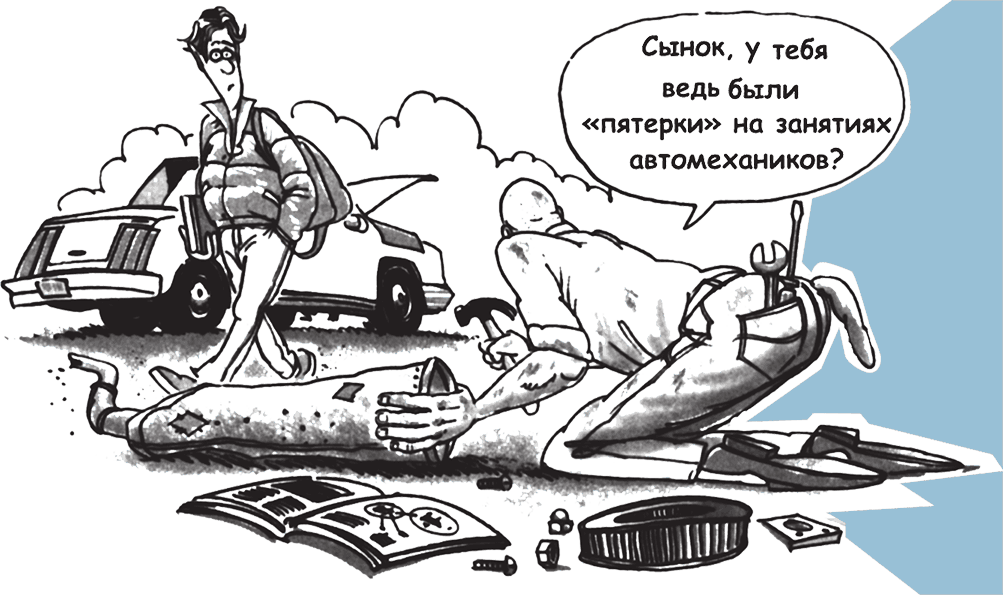 Сынок, у тебя
ведь были
«пятерки» на занятиях
автомехаников?